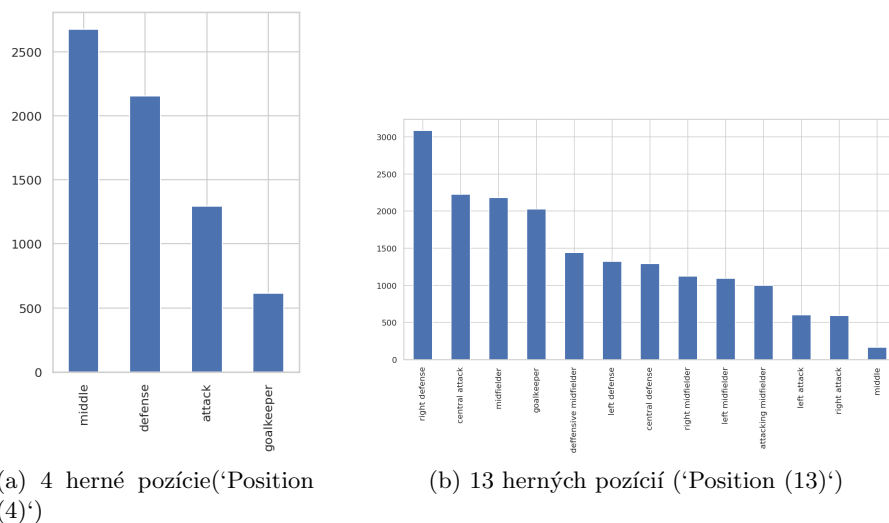 2500
2000
1500
1000
500
0
middle
defense
attack
goalkeeper
3000
2500
2000
1500
1000
500
0
right defense
central attack
midfielder
goalkeeper
deffensive midfielder
left defense
central defense
right midfielder
left midfielder
attacking midfielder
left attack
right attack
middle
(a) 4 herné pozície(‘Position
(4)‘)
(b) 13 herných pozícií (‘Position (13)‘)